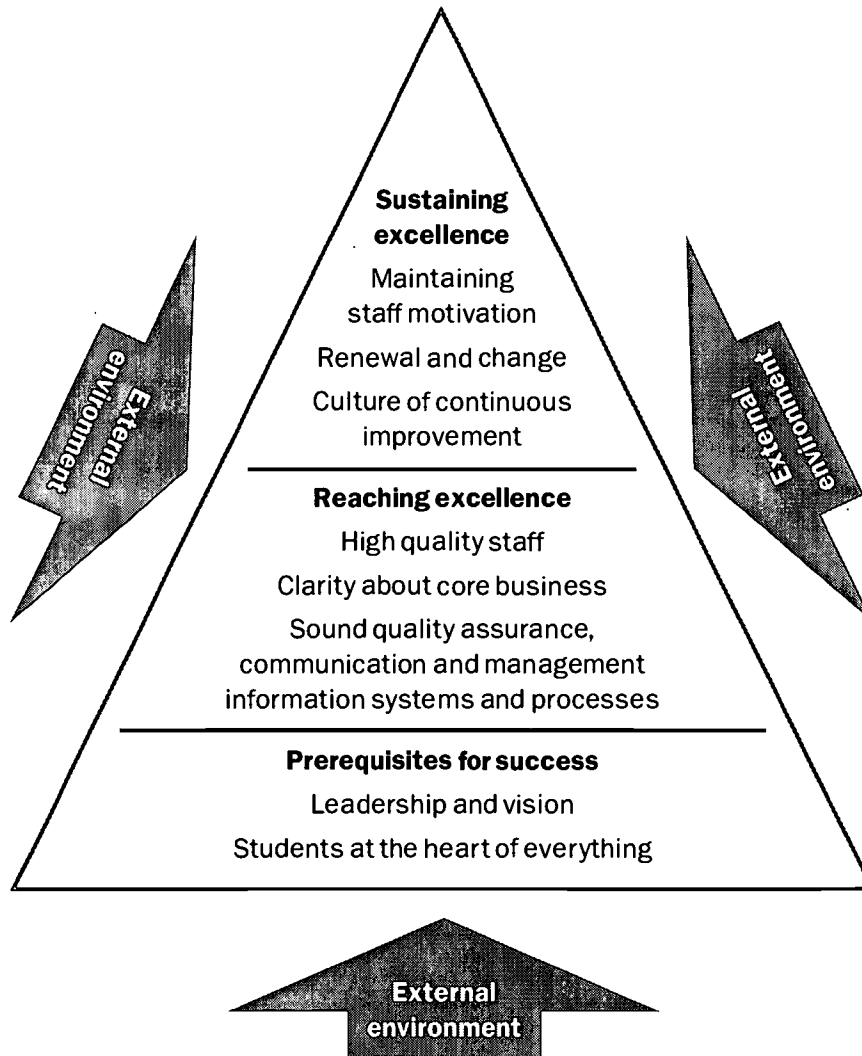 Sustaining
excellence
Maintaining
staff motivation
Renewal and change
Culture of continuous
improvement
External
environment
External
environment
Reaching excellence
High quality staff
Clarity about core business
Sound quality assurance,
communication and management
information systems and processes
Prerequisites for success
Leadership and vision
Students at the heart of everything
External
environment